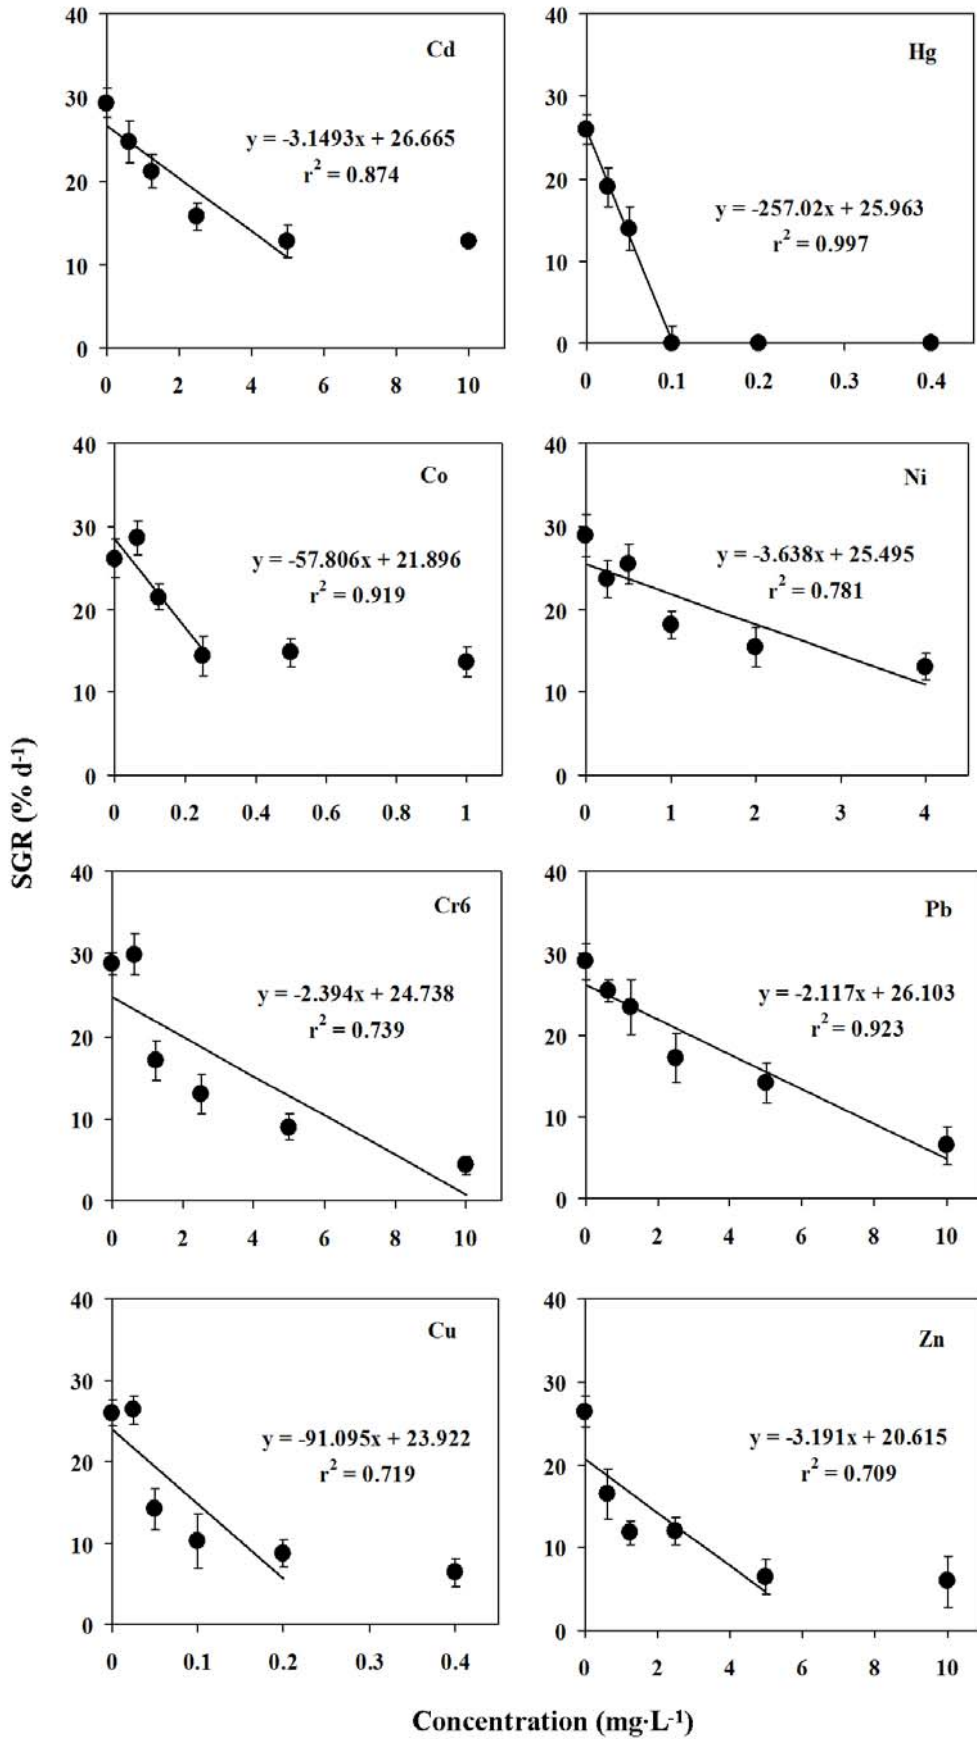 40
30
20
10
0
Cd
y = -3.1493x + 26.665
r² = 0.874
0 2 4 6 8 10
40
30
20
10
0
Hg
y = -257.02x + 25.963
r² = 0.997
0 0.1 0.2 0.3 0.4
40
30
20
10
0
Co
y = -57.806x + 21.896
r² = 0.919
0 0.2 0.4 0.6 0.8 1
40
30
20
10
0
Ni
y = -3.638x + 25.495
r² = 0.781
0 1 2 3 4
SGR (% d⁻¹)
40
30
20
10
0
Cr6
y = -2.394x + 24.738
r² = 0.739
0 2 4 6 8 10
40
30
20
10
0
Pb
y = -2.117x + 26.103
r² = 0.923
0 2 4 6 8 10
40
30
20
10
0
Cu
y = -91.095x + 23.922
r² = 0.719
0 0.1 0.2 0.3 0.4
40
30
20
10
0
Zn
y = -3.191x + 20.615
r² = 0.709
0 2 4 6 8 10
Concentration (mg·L⁻¹)